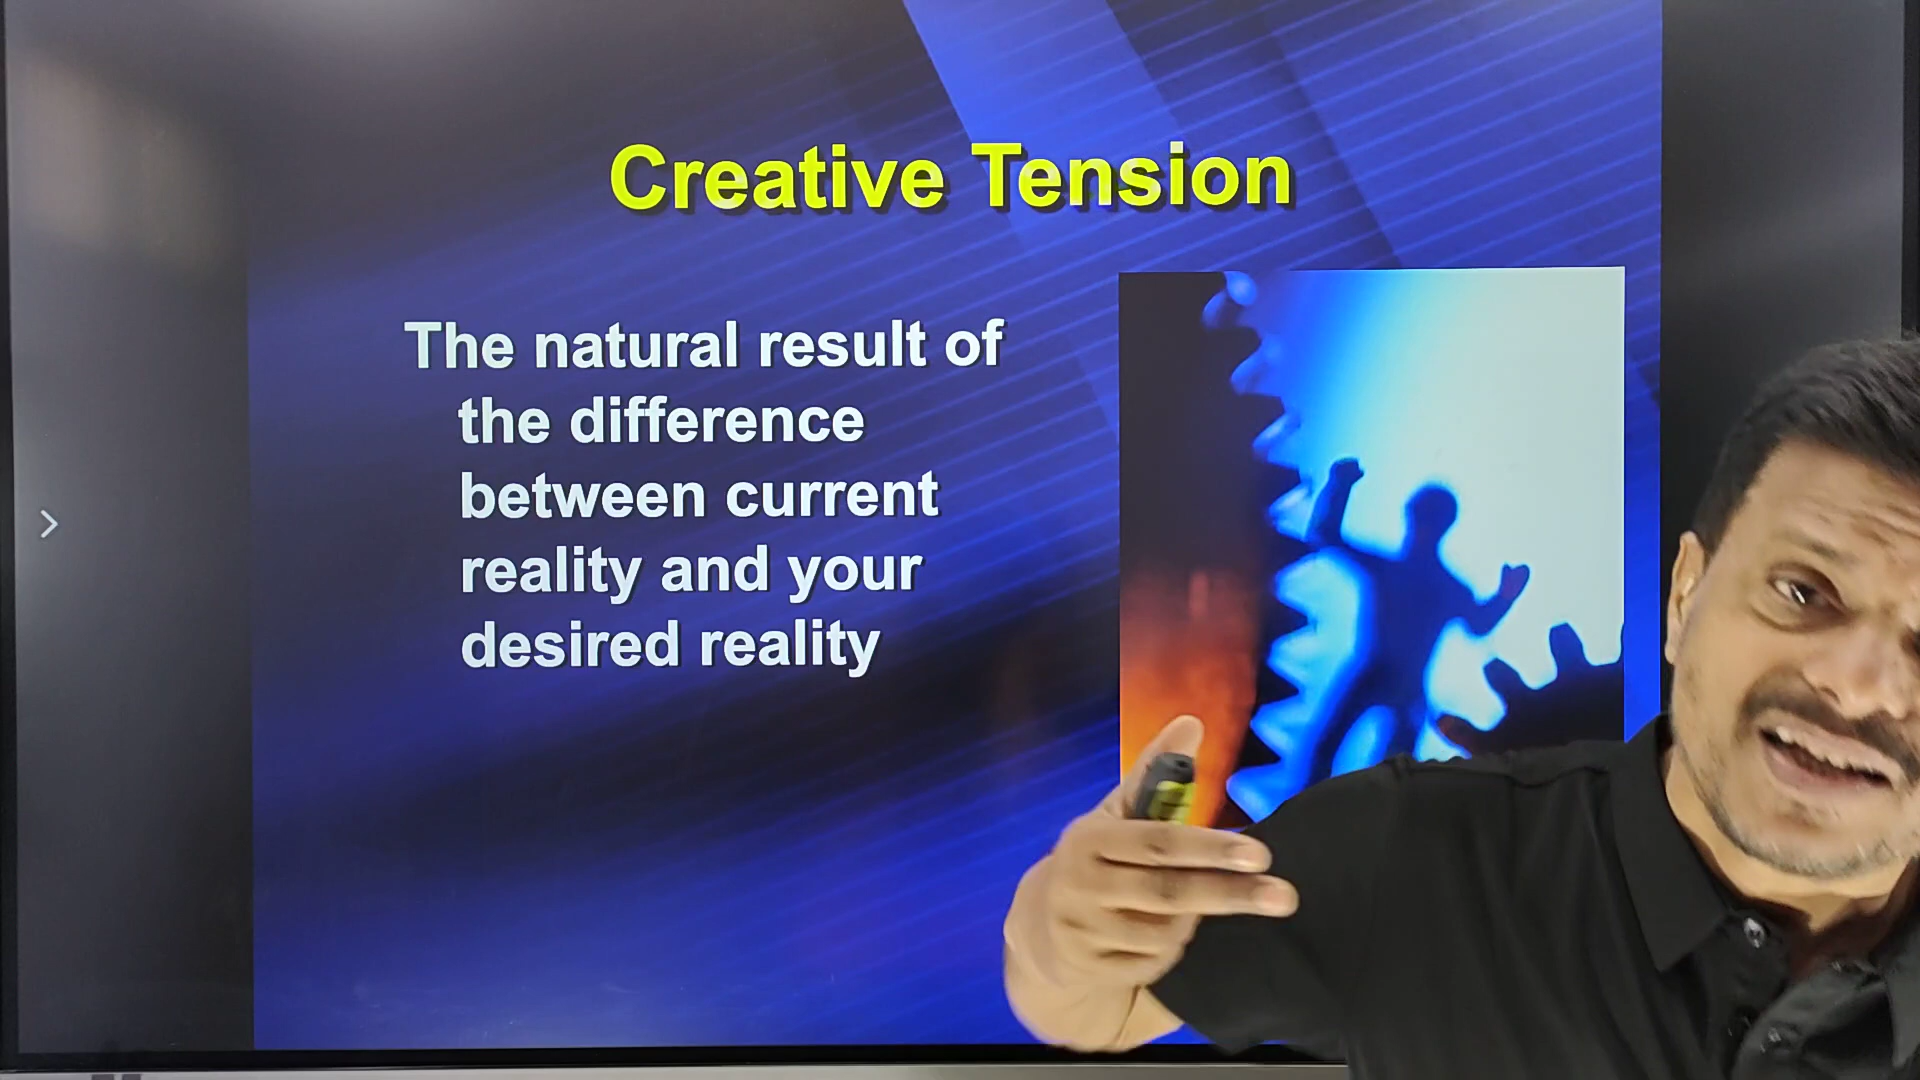 Creative Tension
The natural result of
the difference
between current
reality and your
desired reality